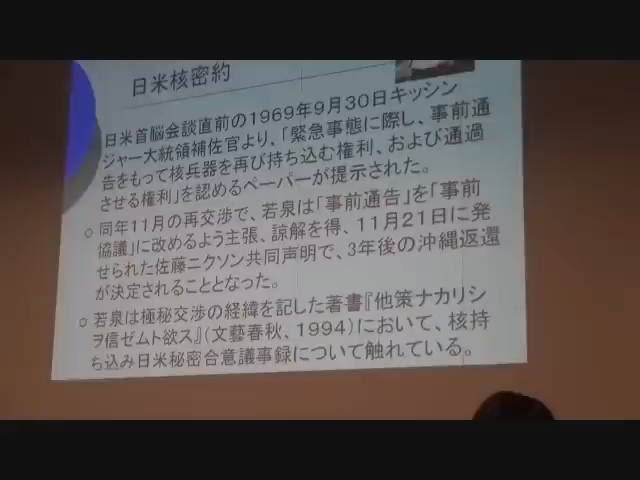 日米核密約
日米首脳会談直前の1969年9月30日キッシン
ジャー大統領補佐官より、「緊急事態に際し、事前通
告をもって核兵器を再び持ち込む権利、および通過
させる権利」を認めるペーパーが提示された。
○ 同年11月の再交渉で、若泉は「事前通告」を「事前
協議」に改めるよう主張、諒解を得、11月21日に発
せられた佐藤ニクソン共同声明で、3年後の沖縄返還
が決定されることとなった。
○ 若泉は極秘交渉の経緯を記した著書『他策ナカリシ
ヲ信ゼムト欲ス』(文藝春秋、1994)において、核持
ち込み日米秘密合意議事録について触れている。